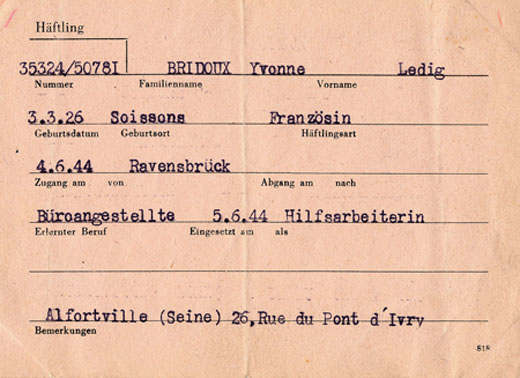 Häftling
35324/50781 BRIDOUX Yvonne Ledig
Nummer Familienname Vorname
3.3.26 Soissons Französin
Geburtsdatum Geburtsort Häftlingsart
4.6.44 Ravensbrück
Zugang am von Abgang am nach
Büroangestellte 5.6.44 Hilfsarbeiterin
Erlernter Beruf Eingesetzt am als
Alfortville (Seine) 26,Rue du Pont d'Ivry
Bemerkungen
818